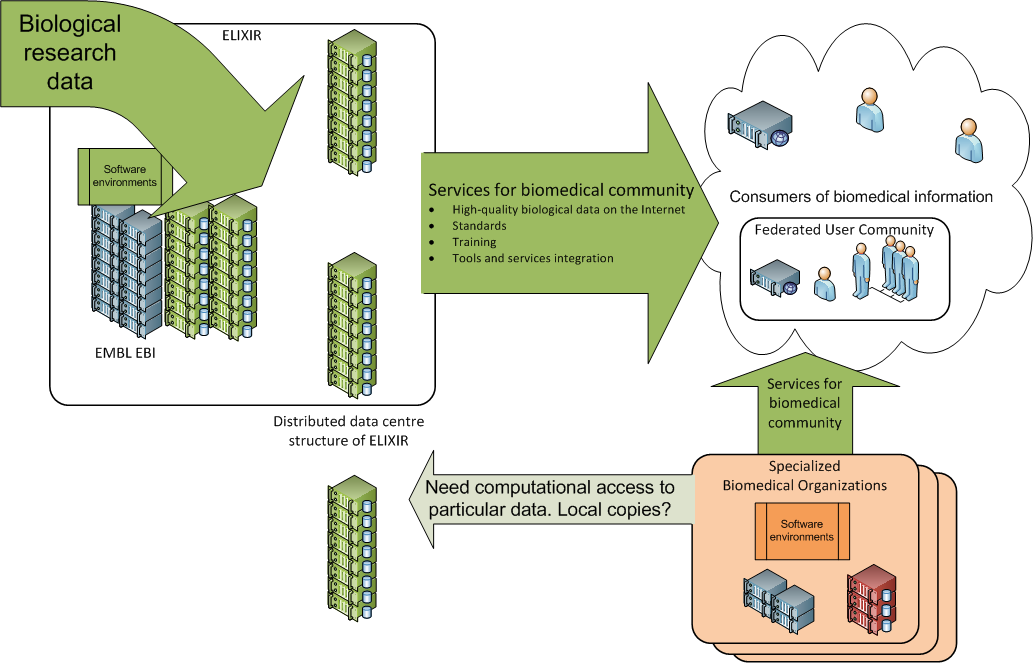 Biological
research
data
ELIXIR
Software
environments
EMBL EBI
Distributed data centre
structure of ELIXIR
Services for biomedical community
• High-quality biological data on the Internet
• Standards
• Training
• Tools and services integration
Consumers of biomedical information
Federated User Community
Services for
biomedical
community
Need computational access to
particular data. Local copies?
Specialized
Biomedical Organizations
Software
environments